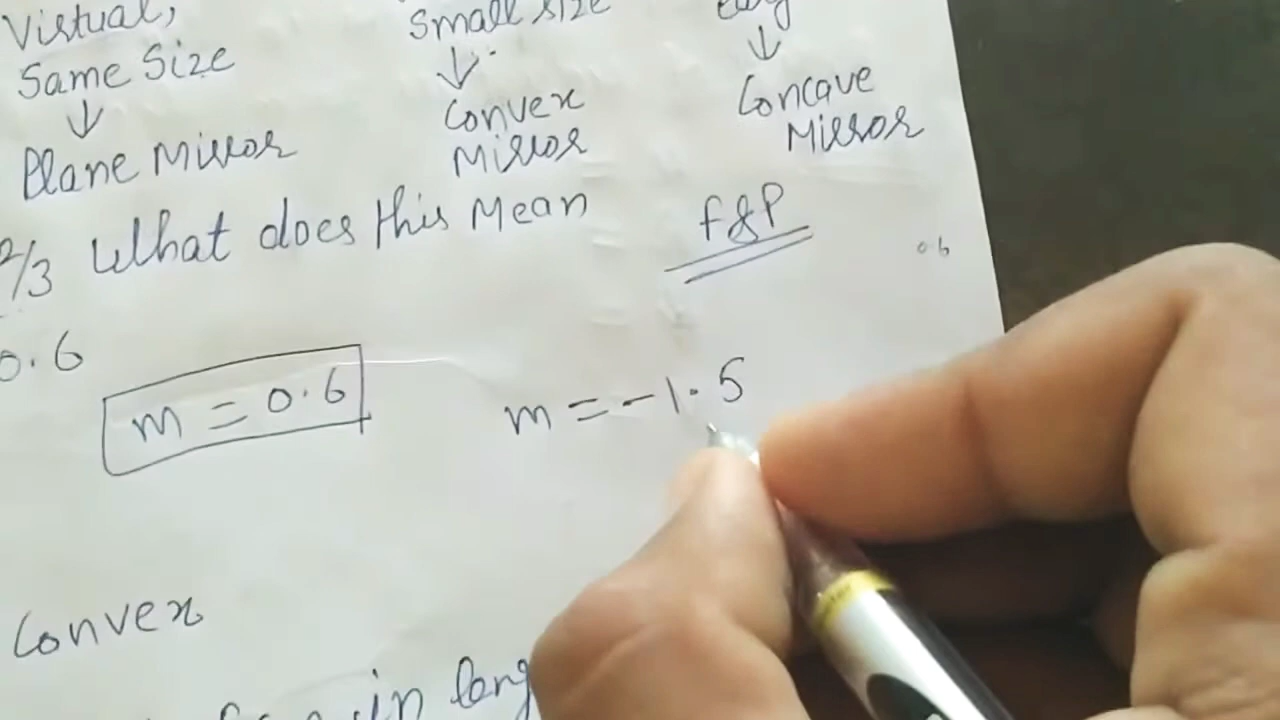 Virtual,
Same Size
↓
Plane Mirror
Small size
↓
Convex
Mirror
↓
Concave
Mirror
2/3 What does this Mean
F&P
0.6
0.6
m = 0.6
m = -1.5
Convex
in